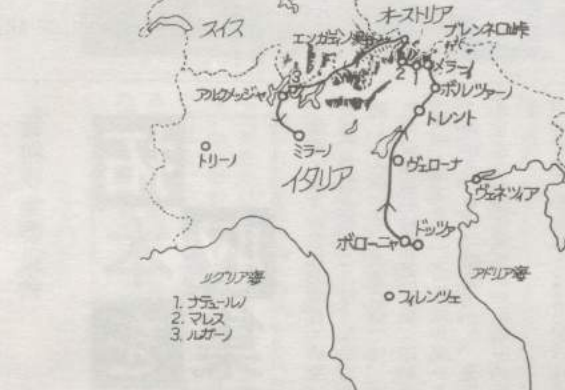 オーストリア
スイス
ブレンネロ峠
エンガディン
2
メラーノ
3
アルクメッジャ
ボルツァーノ
トレント
ミラーノ
トリーノ
ヴェローナ
イタリア
ヴェネツィア
ドッツァ
ボローニャ
リグリア海
アドリア海
フィレンツェ
1. ナテュールノ
2. マレス
3. ルガーノ